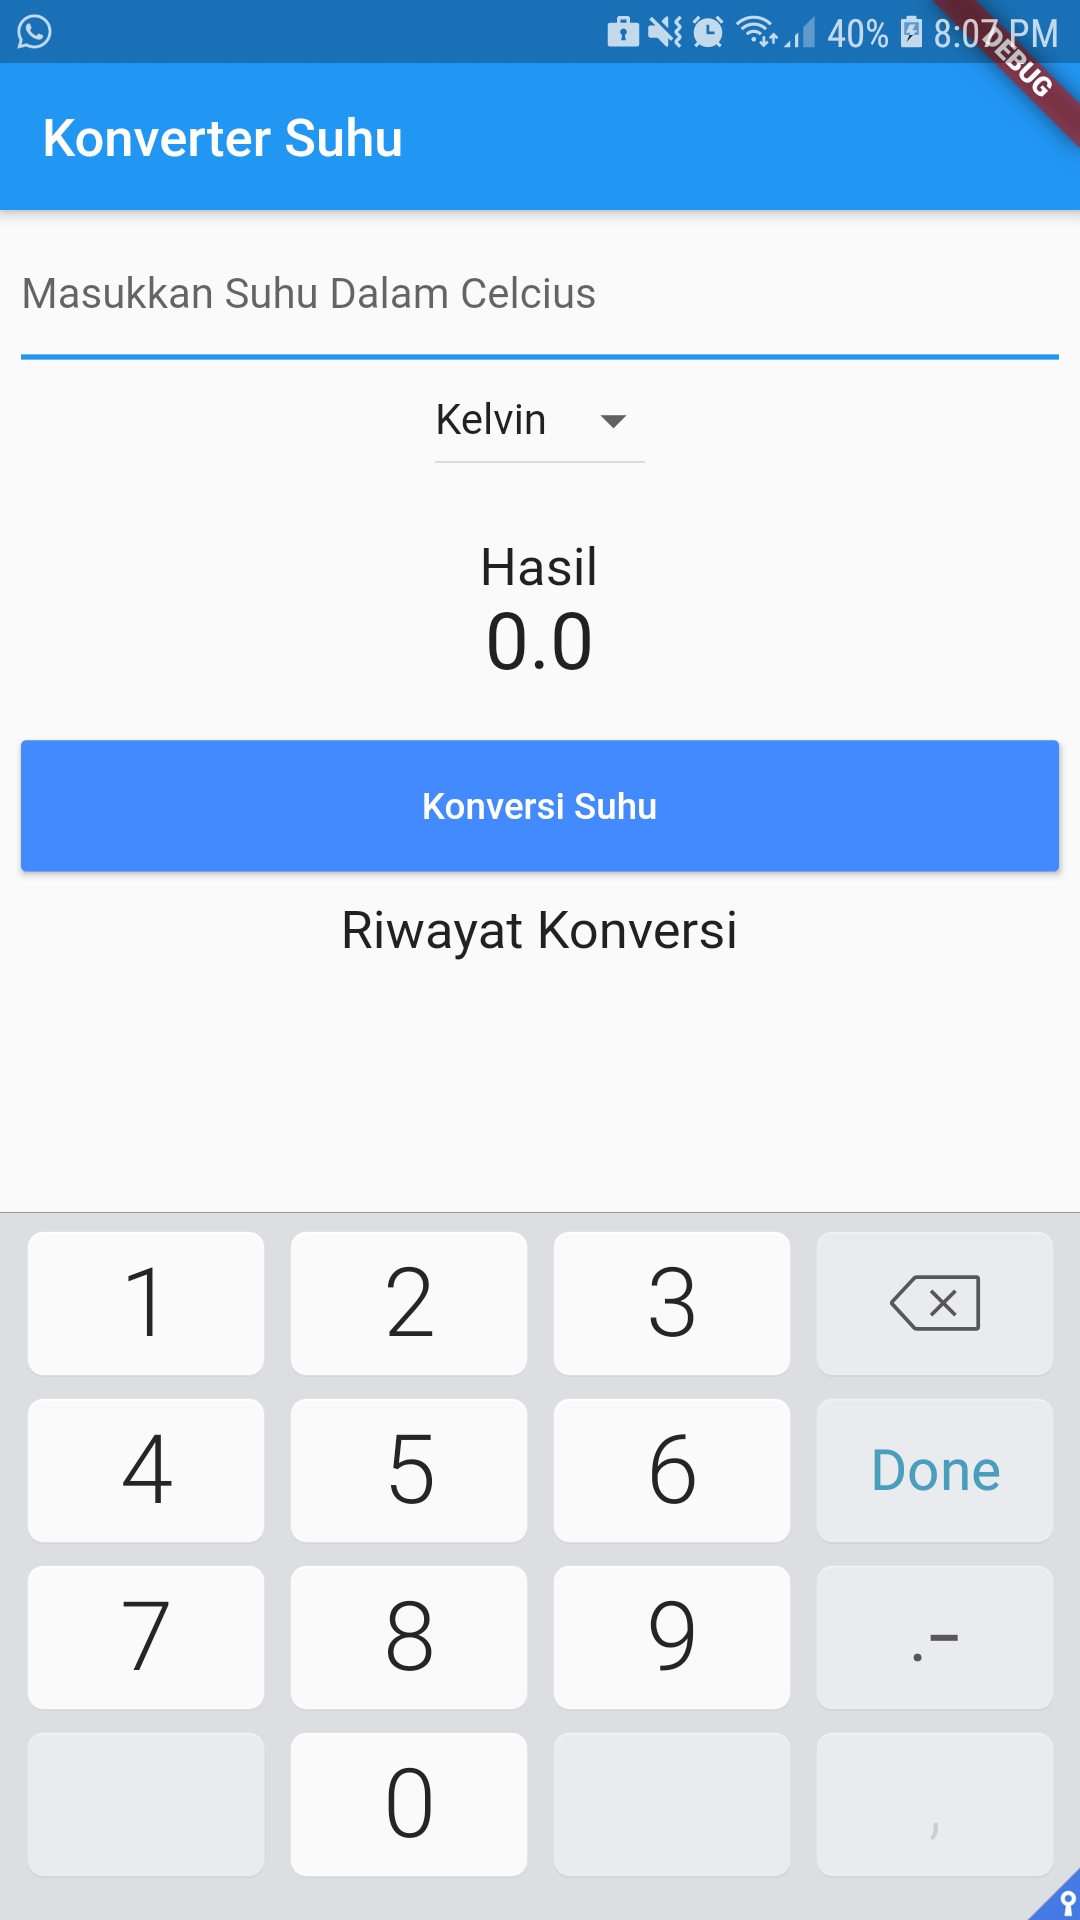 40% 8:07 PM
DEBUG
Konverter Suhu
Masukkan Suhu Dalam Celcius
Kelvin
Hasil
0.0
Konversi Suhu
Riwayat Konversi
1 2 3
4 5 6 Done
7 8 9 .-
0 ,